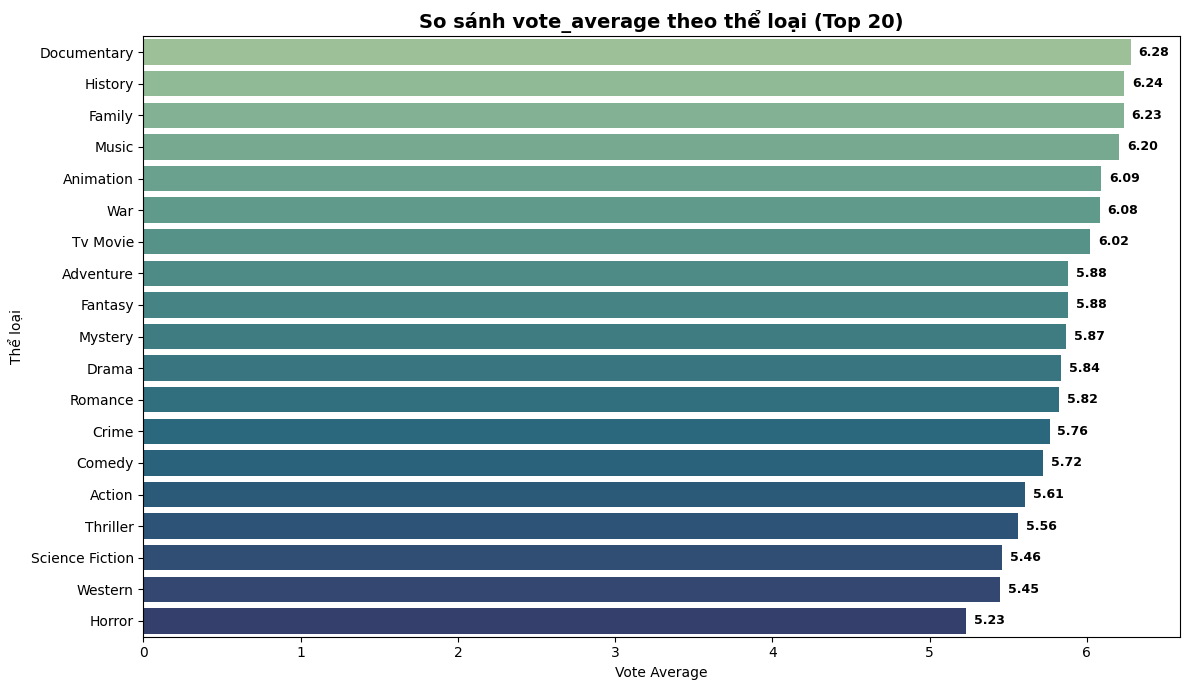 So sánh vote_average theo thể loại (Top 20)
Thể loại
Documentary 6.28
History 6.24
Family 6.23
Music 6.20
Animation 6.09
War 6.08
Tv Movie 6.02
Adventure 5.88
Fantasy 5.88
Mystery 5.87
Drama 5.84
Romance 5.82
Crime 5.76
Comedy 5.72
Action 5.61
Thriller 5.56
Science Fiction 5.46
Western 5.45
Horror 5.23
0 1 2 3 4 5 6
Vote Average